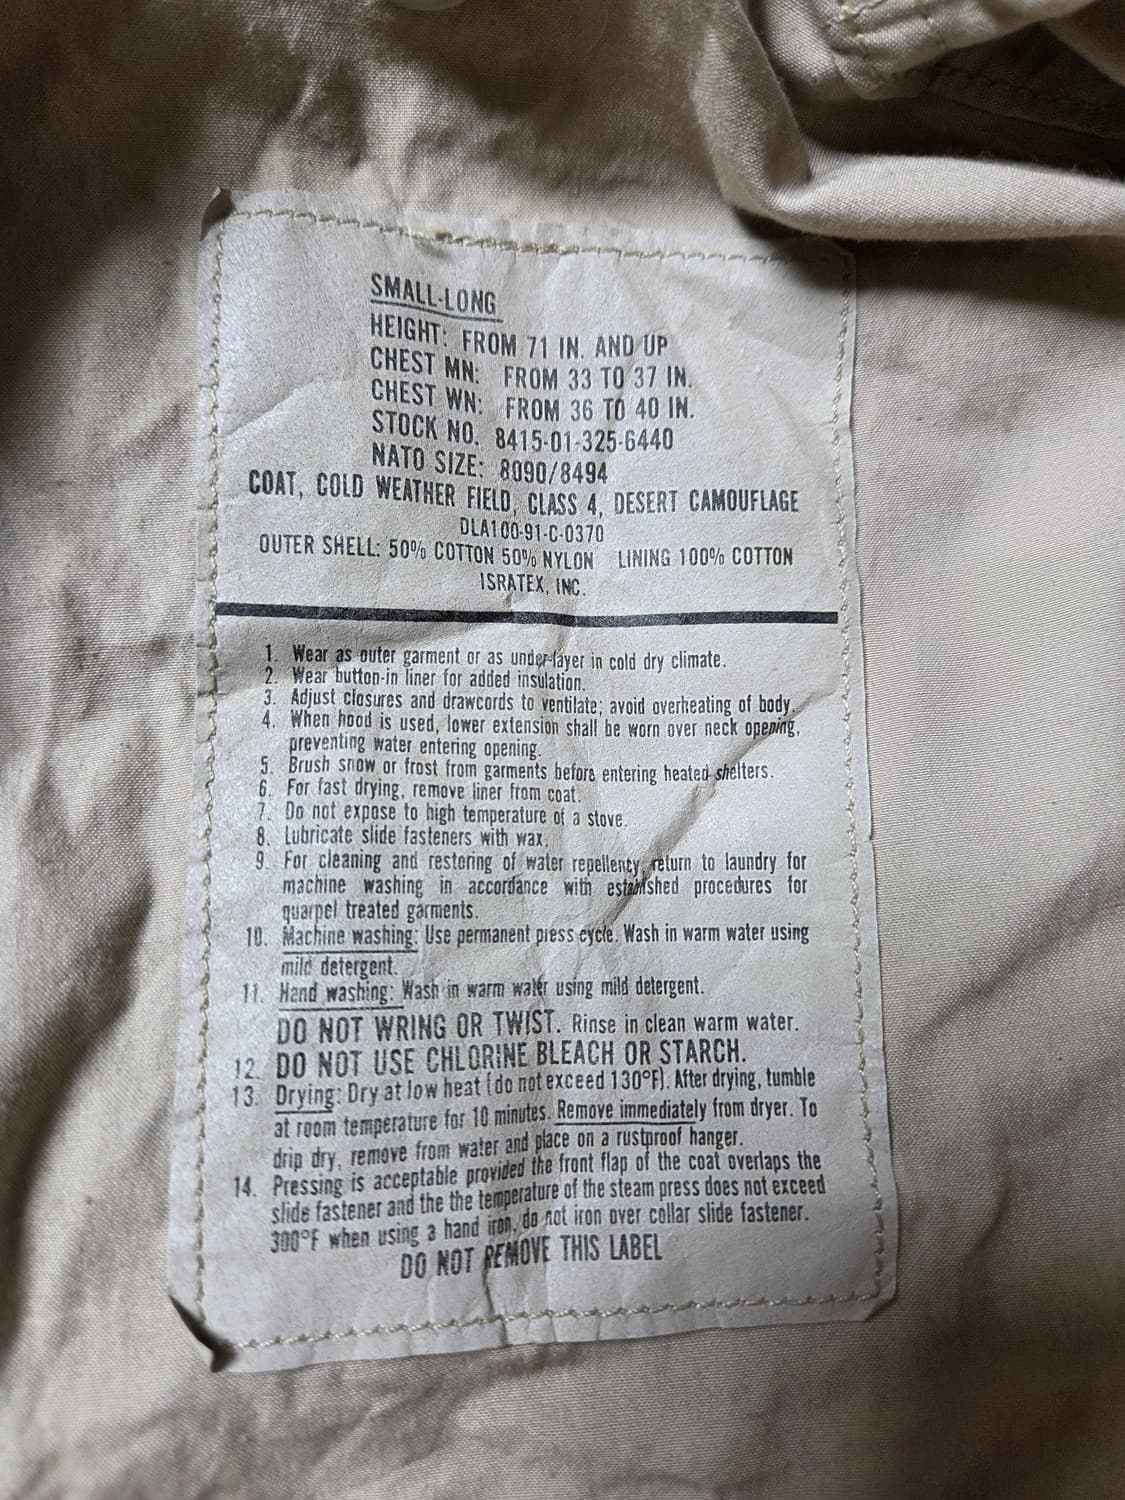 SMALL-LONG
HEIGHT: FROM 71 IN. AND UP
CHEST MN: FROM 33 TO 37 IN.
CHEST WN: FROM 36 TO 40 IN.
STOCK NO. 8415-01-325-6440
NATO SIZE: 8090/8494
COAT, COLD WEATHER FIELD, CLASS 4, DESERT CAMOUFLAGE
DLA100-91-C-0370
OUTER SHELL: 50% COTTON 50% NYLON LINING 100% COTTON
ISRATEX, INC.
1. Wear as outer garment or as under-layer in cold dry climate.
2. Wear button-in liner for added insulation.
3. Adjust closures and drawcords to ventilate; avoid overheating of body.
4. When hood is used, lower extension shall be worn over neck opening,
preventing water entering opening.
5. Brush snow or frost from garments before entering heated shelters.
6. For fast drying, remove liner from coat.
7. Do not expose to high temperature of a stove.
8. Lubricate slide fasteners with wax.
9. For cleaning and restoring of water repellency, return to laundry for
machine washing in accordance with established procedures for
quarpel treated garments.
10. Machine washing: Use permanent press cycle. Wash in warm water using
mild detergent.
11. Hand washing: Wash in warm water using mild detergent.
DO NOT WRING OR TWIST. Rinse in clean warm water.
12. DO NOT USE CHLORINE BLEACH OR STARCH.
13. Drying: Dry at low heat (do not exceed 130°F). After drying, tumble
at room temperature for 10 minutes. Remove immediately from dryer. To
drip dry, remove from water and place on a rustproof hanger.
14. Pressing is acceptable provided the front flap of the coat overlaps the
slide fastener and the the temperature of the steam press does not exceed
300°F when using a hand iron, do not iron over collar slide fastener.
DO NOT REMOVE THIS LABEL